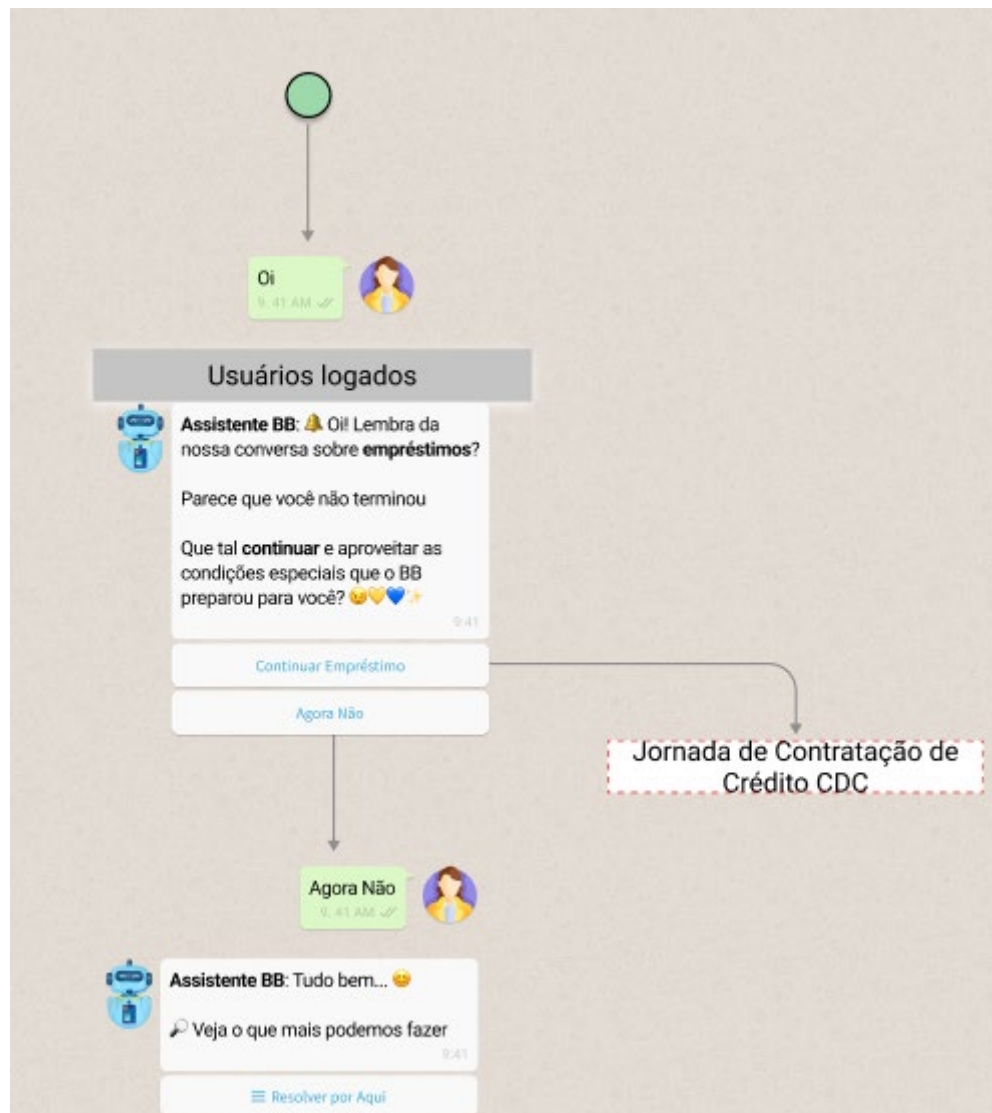 Oi
9. 41 AM
Usuários logados
Assistente BB: 🔔 Oi! Lembra da
nossa conversa sobre empréstimos?
Parece que você não terminou
Que tal continuar e aproveitar as
condições especiais que o BB
preparou para você? 😉💛💙✨
9:41
Continuar Empréstimo
Agora Não
Jornada de Contratação de
Crédito CDC
Agora Não
9. 41 AM
Assistente BB: Tudo bem... 😊
🔎 Veja o que mais podemos fazer
9:41
Resolver por Aqui